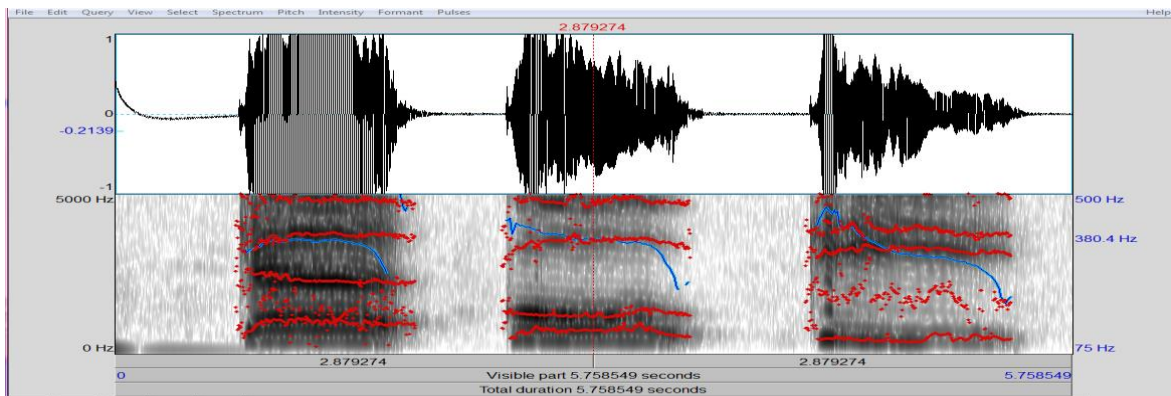 File Edit Query View Select Spectrum Pitch Intensity Formant Pulses Help
2.879274
1
0
-0.2139
-1
5000 Hz 500 Hz
380.4 Hz
0 Hz 75 Hz
2.879274 2.879274
0 Visible part 5.758549 seconds 5.758549
Total duration 5.758549 seconds